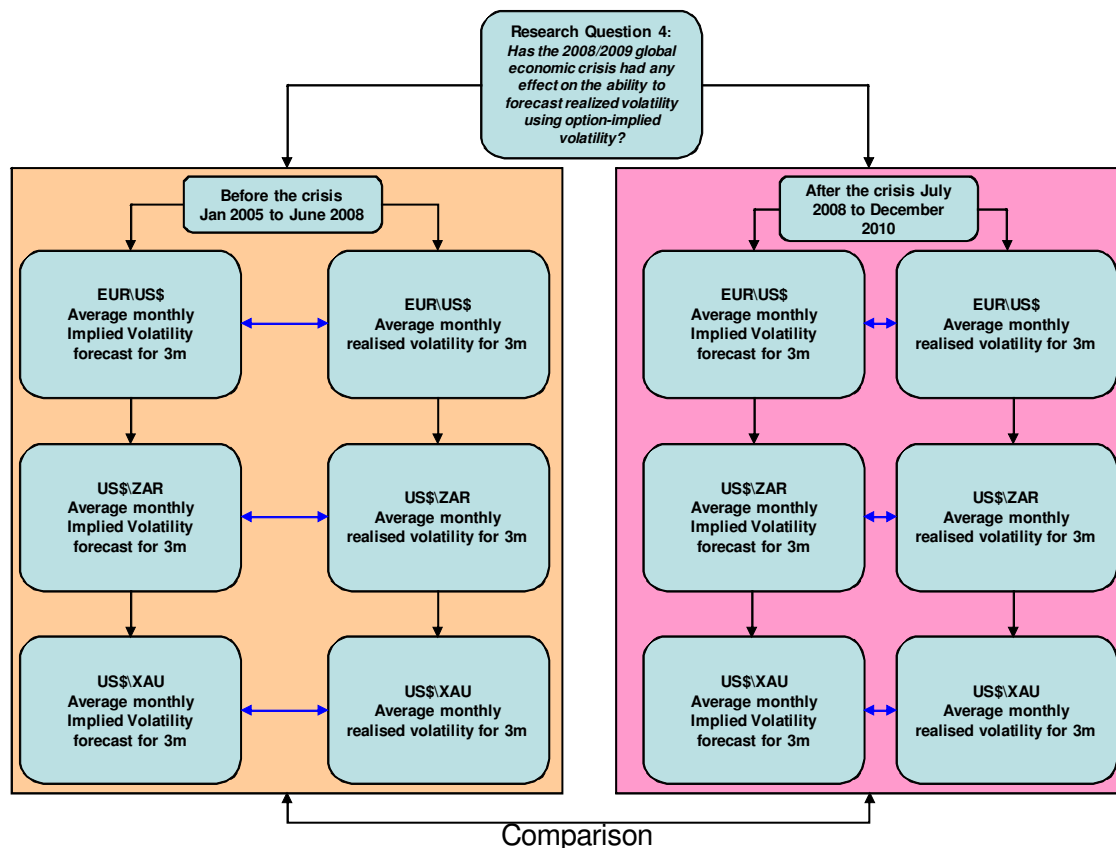 Research Question 4:
Has the 2008/2009 global
economic crisis had any
effect on the ability to
forecast realized volatility
using option-implied
volatility?
Before the crisis
Jan 2005 to June 2008
EUR\US$
Average monthly
Implied Volatility
forecast for 3m
EUR\US$
Average monthly
realised volatility for 3m
US$\ZAR
Average monthly
Implied Volatility
forecast for 3m
US$\ZAR
Average monthly
realised volatility for 3m
US$\XAU
Average monthly
Implied Volatility
forecast for 3m
US$\XAU
Average monthly
realised volatility for 3m
After the crisis July
2008 to December
2010
EUR\US$
Average monthly
Implied Volatility
forecast for 3m
EUR\US$
Average monthly
realised volatility for 3m
US$\ZAR
Average monthly
Implied Volatility
forecast for 3m
US$\ZAR
Average monthly
realised volatility for 3m
US$\XAU
Average monthly
Implied Volatility
forecast for 3m
US$\XAU
Average monthly
realised volatility for 3m
Comparison